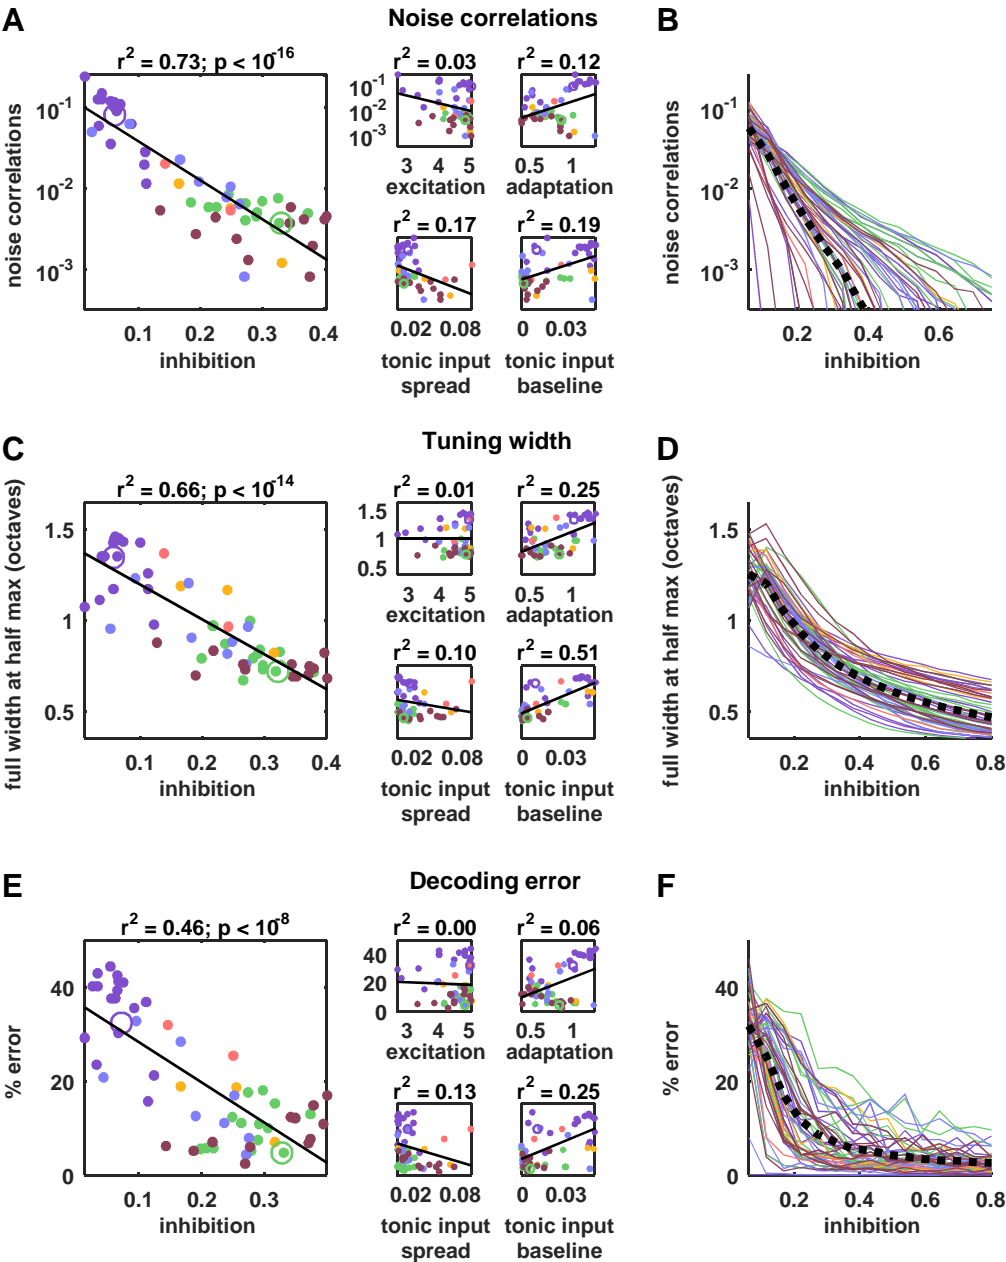 A
Noise correlations
B
r² = 0.73; p < 10⁻¹⁶
r² = 0.03
r² = 0.12
10⁻¹
10⁻²
10⁻³
noise correlations
0.1 0.2 0.3 0.4
inhibition
10⁻¹
10⁻²
10⁻³
3 4 5
excitation
0.5 1
adaptation
r² = 0.17
r² = 0.19
0.02 0.08
tonic input
spread
0 0.03
tonic input
baseline
10⁻¹
10⁻²
10⁻³
noise correlations
0.2 0.4 0.6
inhibition
C
Tuning width
D
r² = 0.66; p < 10⁻¹⁴
r² = 0.01
r² = 0.25
1.5
1
0.5
full width at half max (octaves)
0.1 0.2 0.3 0.4
inhibition
1.5
1
0.5
3 4 5
excitation
0.5 1
adaptation
r² = 0.10
r² = 0.51
0.02 0.08
tonic input
spread
0 0.03
tonic input
baseline
1.5
1
0.5
full width at half max (octaves)
0.2 0.4 0.6 0.8
inhibition
E
Decoding error
F
r² = 0.46; p < 10⁻⁸
r² = 0.00
r² = 0.06
40
20
0
% error
0.1 0.2 0.3
inhibition
40
20
0
3 4 5
excitation
0.5 1
adaptation
r² = 0.13
r² = 0.25
0.02 0.08
tonic input
spread
0 0.03
tonic input
baseline
40
20
0
% error
0.2 0.4 0.6 0.8
inhibition